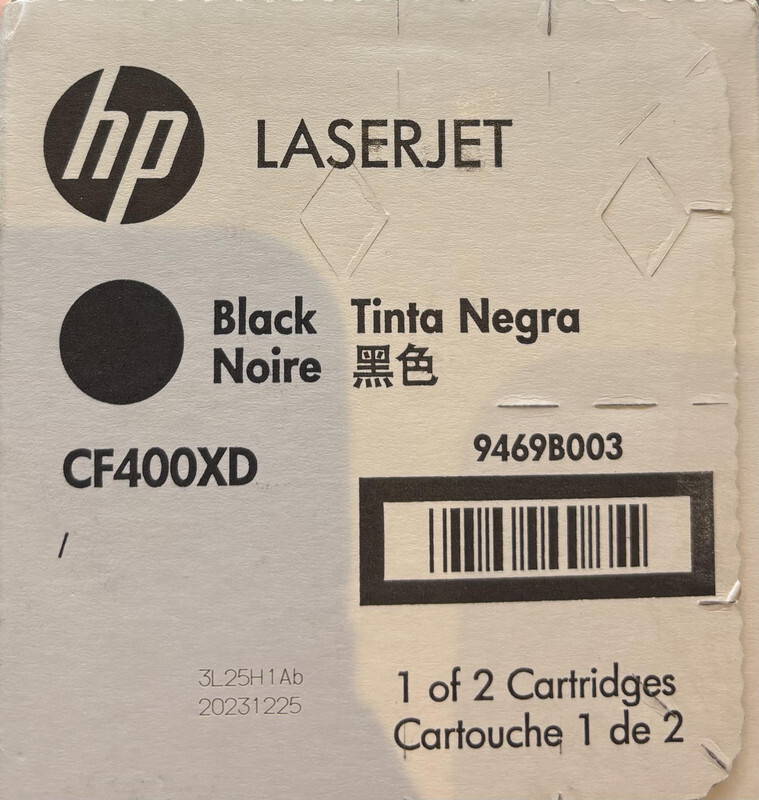 hp LASERJET
Black Tinta Negra
Noire 黑色
CF400XD
9469B003
/
3L25H1Ab
20231225
1 of 2 Cartridges
Cartouche 1 de 2